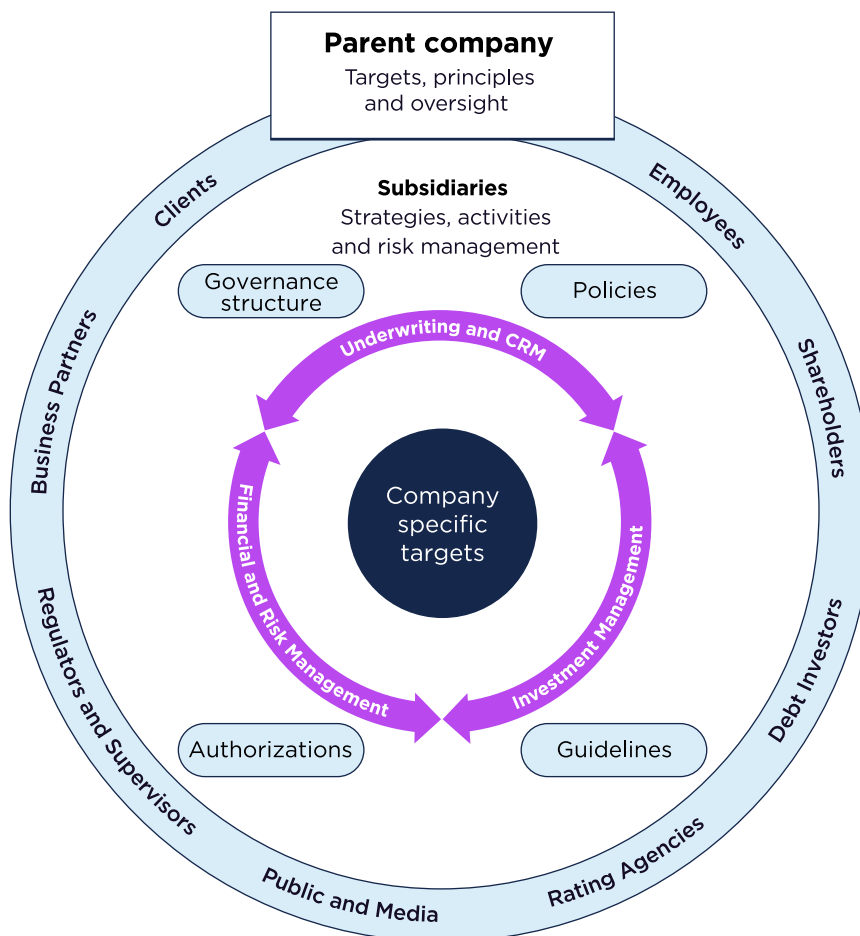 Parent company
Targets, principles
and oversight
Clients
Employees
Subsidiaries
Strategies, activities
and risk management
Governance
structure
Policies
Underwriting and CRM
Business Partners
Shareholders
Company
specific
targets
Financial and Risk Management
Investment Management
Regulators and Supervisors
Debt Investors
Authorizations
Guidelines
Public and Media
Rating Agencies